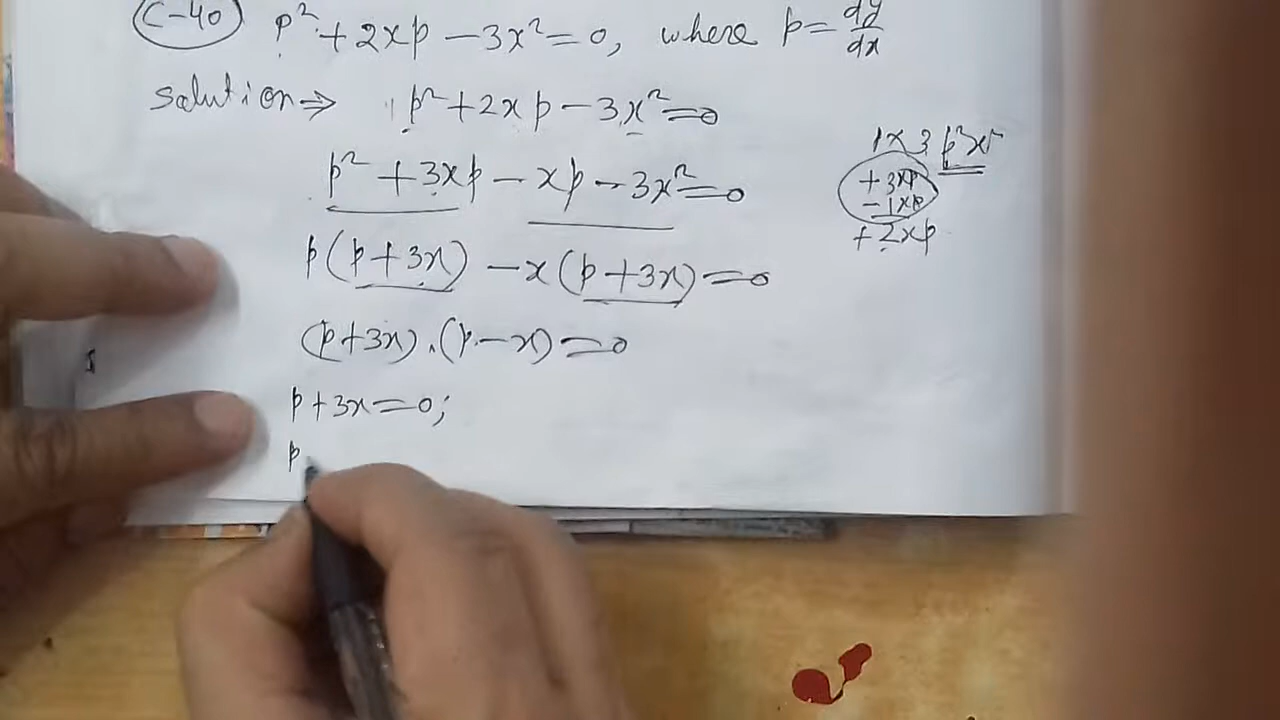 C-40 p² + 2xp - 3x² = 0, where p = dy/dx
Solution ⇒ p² + 2xp - 3x² = 0
p² + 3xp - xp - 3x² = 0
p(p + 3x) - x(p + 3x) = 0
(p + 3x).(p - x) = 0
p + 3x = 0;
p
1 x 3 p²x²
+ 3xp
- 1xp
+ 2xp